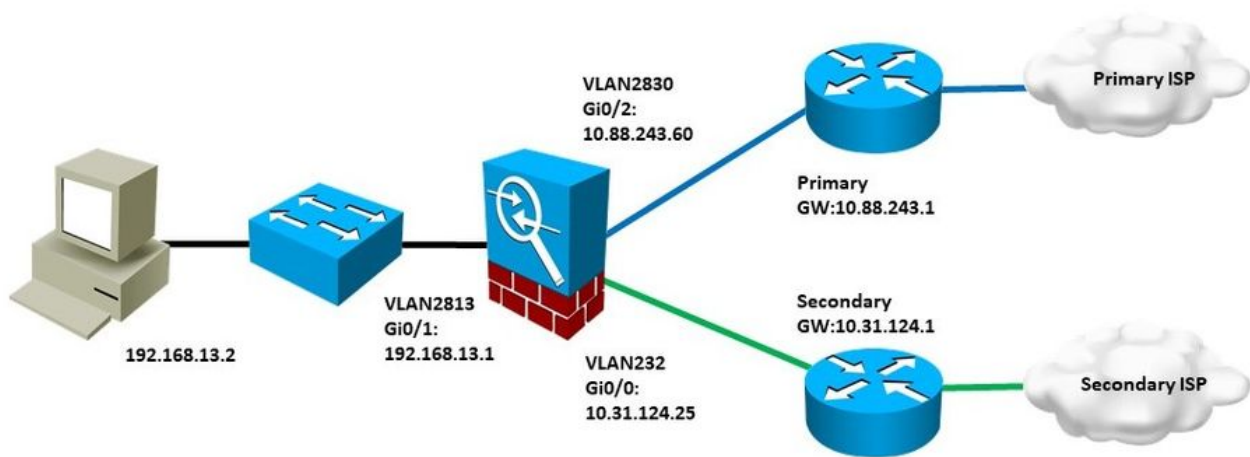 VLAN2830
Gi0/2:
10.88.243.60
Primary ISP
Primary
GW:10.88.243.1
VLAN2813
Gi0/1:
192.168.13.1
192.168.13.2
Secondary
GW:10.31.124.1
VLAN232
Gi0/0:
10.31.124.25
Secondary ISP